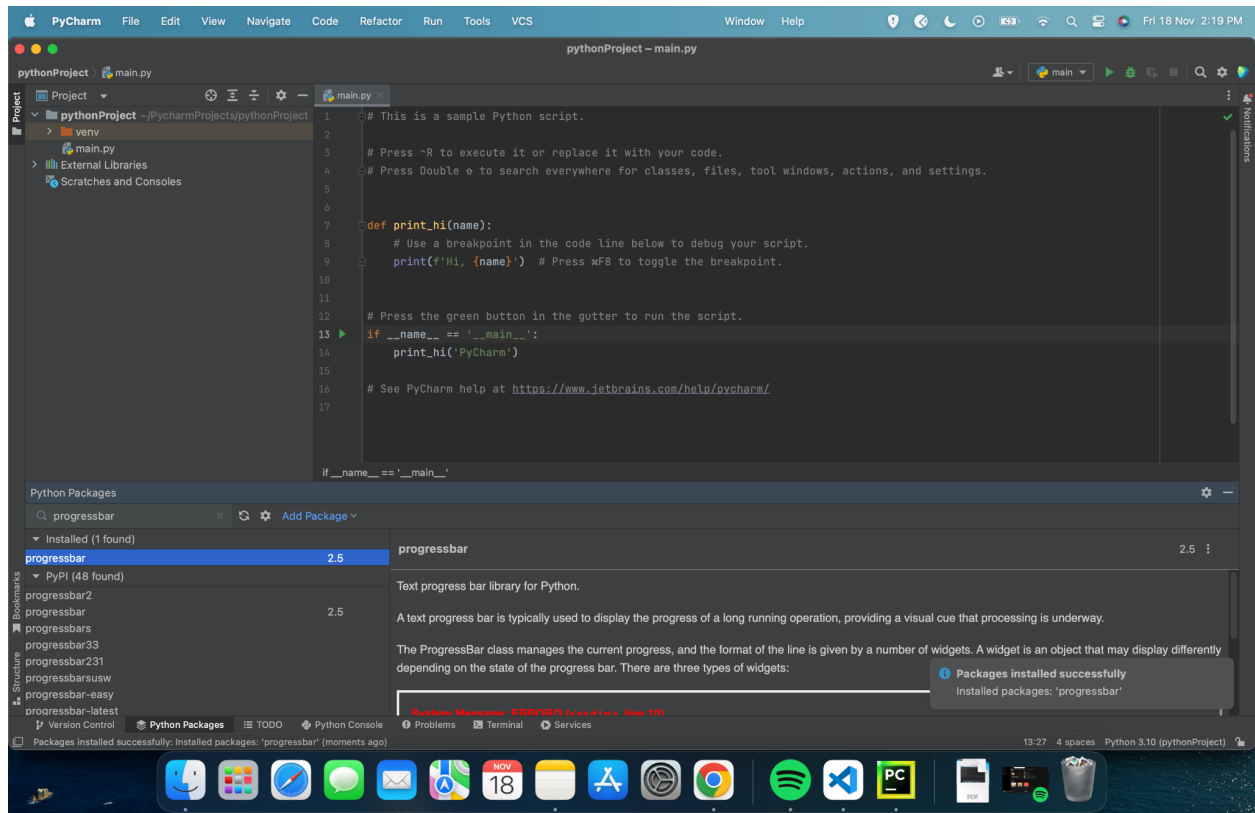 PyCharm File Edit View Navigate Code Refactor Run Tools VCS Window Help Fri 18 Nov 2:19 PM
pythonProject – main.py
pythonProject main.py
main
Project
main.py
pythonProject ~/PycharmProjects/pythonProject
venv
main.py
External Libraries
Scratches and Consoles
Project
Notifications
1 # This is a sample Python script.
2
3 # Press ⌃R to execute it or replace it with your code.
4 # Press Double ⇧ to search everywhere for classes, files, tool windows, actions, and settings.
5
6
7 def print_hi(name):
8 # Use a breakpoint in the code line below to debug your script.
9 print(f'Hi, {name}') # Press ⌘F8 to toggle the breakpoint.
10
11
12 # Press the green button in the gutter to run the script.
13 if __name__ == '__main__':
14 print_hi('PyCharm')
15
16 # See PyCharm help at https://www.jetbrains.com/help/pycharm/
17
if __name__ == '__main__'
Python Packages
progressbar Add Package
Installed (1 found)
progressbar 2.5
PyPI (48 found)
progressbar2
progressbar 2.5
progressbars
progressbar33
progressbar231
progressbarsusw
progressbar-easy
progressbar-latest
Bookmarks
Structure
progressbar 2.5
Text progress bar library for Python.
A text progress bar is typically used to display the progress of a long running operation, providing a visual cue that processing is underway.
The ProgressBar class manages the current progress, and the format of the line is given by a number of widgets. A widget is an object that may display differently
depending on the state of the progress bar. There are three types of widgets:
System Message: ERROR/3 (<stdin>, line 10)
Packages installed successfully
Installed packages: 'progressbar'
Version Control Python Packages TODO Python Console Problems Terminal Services
Packages installed successfully: Installed packages: 'progressbar' (moments ago) 13:27 4 spaces Python 3.10 (pythonProject)
NOV
18
PC
PDF